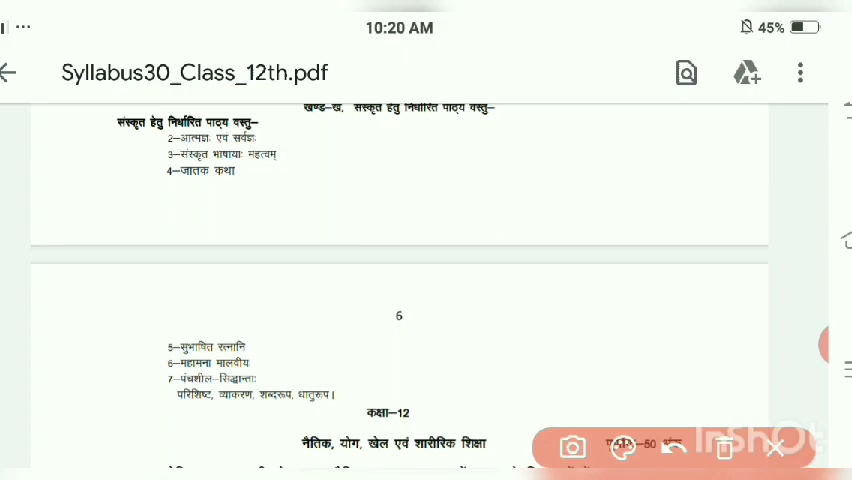 10:20 AM
45%
Syllabus30_Class_12th.pdf
खण्ड-ख, संस्कृत हेतु निर्धारित पाठ्य वस्तु–
संस्कृत हेतु निर्धारित पाठ्य वस्तु–
2–आत्मज्ञः एवं सर्वज्ञः
3–संस्कृत भाषायाः महत्वम्
4–जातक कथा
6
5–सुभाषित रत्नानि
6–महामना मालवीयः
7–पंचशील–सिद्धान्ताः
परिशिष्ट, व्याकरण, शब्दरूप, धातुरूप।
कक्षा–12
नैतिक, योग, खेल एवं शारीरिक शिक्षा
50 अंक
InShOt